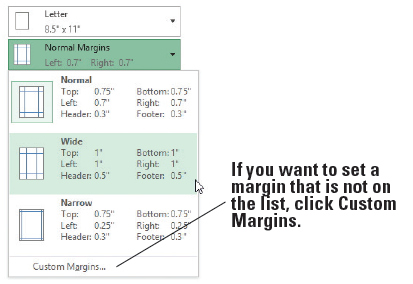 Letter
8.5" x 11"
Normal Margins
Left: 0.7" Right: 0.7"
Normal
Top: 0.75" Bottom: 0.75"
Left: 0.7" Right: 0.7"
Header: 0.3" Footer: 0.3"
Wide
Top: 1" Bottom: 1"
Left: 1" Right: 1"
Header: 0.5" Footer: 0.5"
Narrow
Top: 0.75" Bottom: 0.75"
Left: 0.25" Right: 0.25"
Header: 0.3" Footer: 0.3"
Custom Margins...
If you want to set a
margin that is not on
the list, click Custom
Margins.